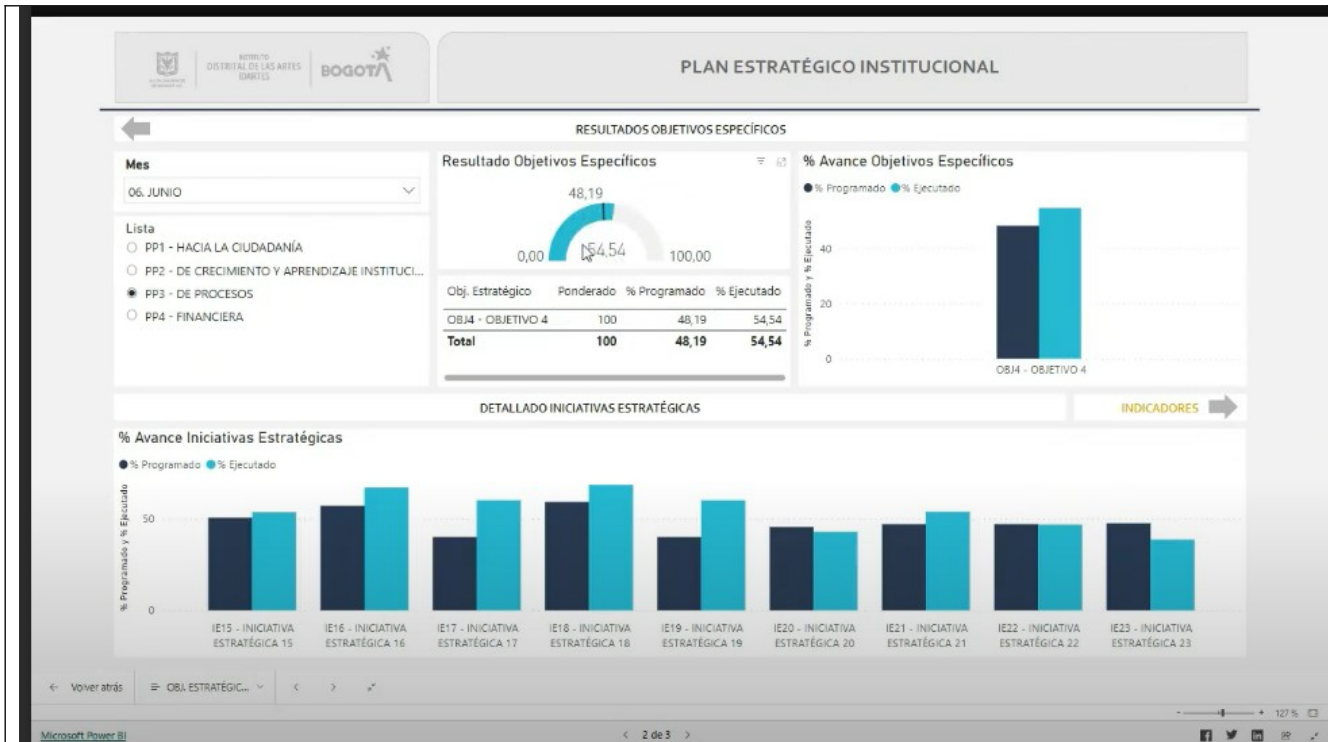 INSTITUTO
DISTRITAL DE LAS ARTES
IDARTES
BOGOTÁ
PLAN ESTRATÉGICO INSTITUCIONAL
RESULTADOS OBJETIVOS ESPECÍFICOS
Mes
06. JUNIO
Lista
PP1 - HACIA LA CIUDADANÍA
PP2 - DE CRECIMIENTO Y APRENDIZAJE INSTITUCI...
PP3 - DE PROCESOS
PP4 - FINANCIERA
Resultado Objetivos Específicos
48,19
0,00 54,54 100,00
Obj. Estratégico Ponderado % Programado % Ejecutado
OBJ4 - OBJETIVO 4 100 48,19 54,54
Total 100 48,19 54,54
% Avance Objetivos Específicos
% Programado % Ejecutado
% Programado y % Ejecutado
40
20
0
OBJ4 - OBJETIVO 4
DETALLADO INICIATIVAS ESTRATÉGICAS
INDICADORES
% Avance Iniciativas Estratégicas
% Programado % Ejecutado
% Programado y % Ejecutado
50
0
IE15 - INICIATIVA ESTRATÉGICA 15
IE16 - INICIATIVA ESTRATÉGICA 16
IE17 - INICIATIVA ESTRATÉGICA 17
IE18 - INICIATIVA ESTRATÉGICA 18
IE19 - INICIATIVA ESTRATÉGICA 19
IE20 - INICIATIVA ESTRATÉGICA 20
IE21 - INICIATIVA ESTRATÉGICA 21
IE22 - INICIATIVA ESTRATÉGICA 22
IE23 - INICIATIVA ESTRATÉGICA 23
Volver atrás
OBJ. ESTRATÉGIC...
127 %
Microsoft Power BI
2 de 3